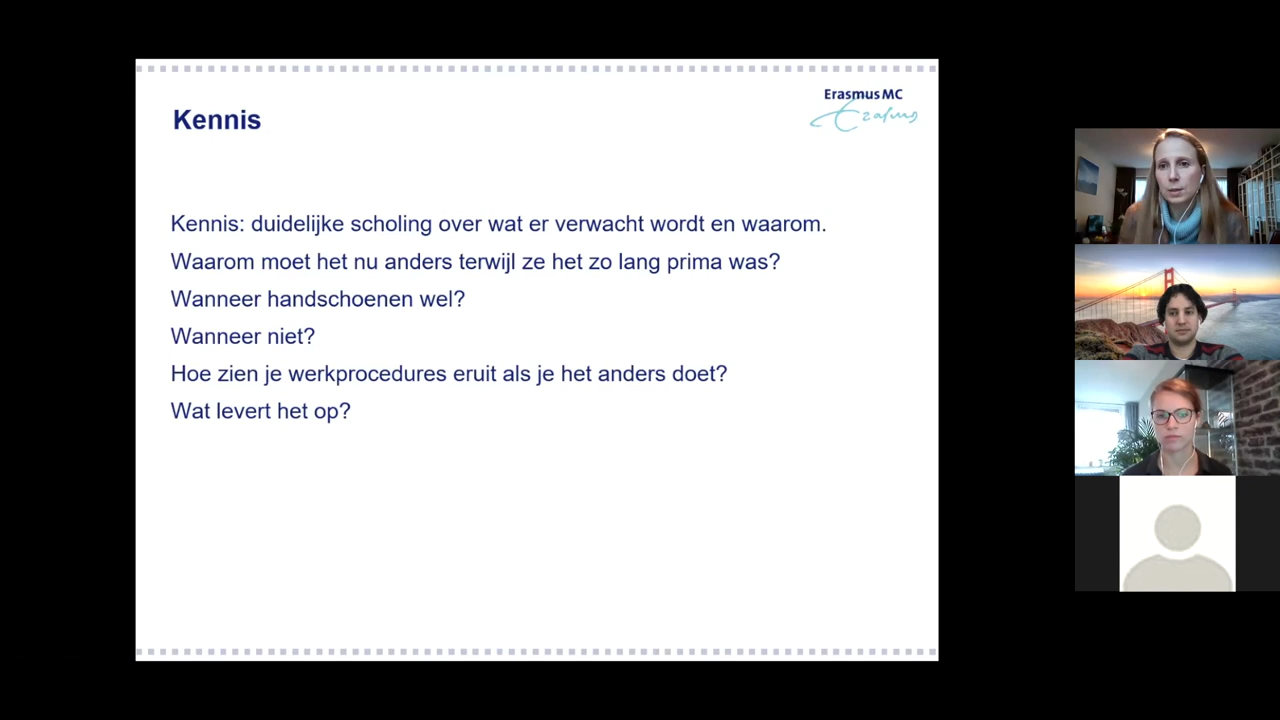 Erasmus MC
Erasmus
Kennis
Kennis: duidelijke scholing over wat er verwacht wordt en waarom.
Waarom moet het nu anders terwijl ze het zo lang prima was?
Wanneer handschoenen wel?
Wanneer niet?
Hoe zien je werkprocedures eruit als je het anders doet?
Wat levert het op?